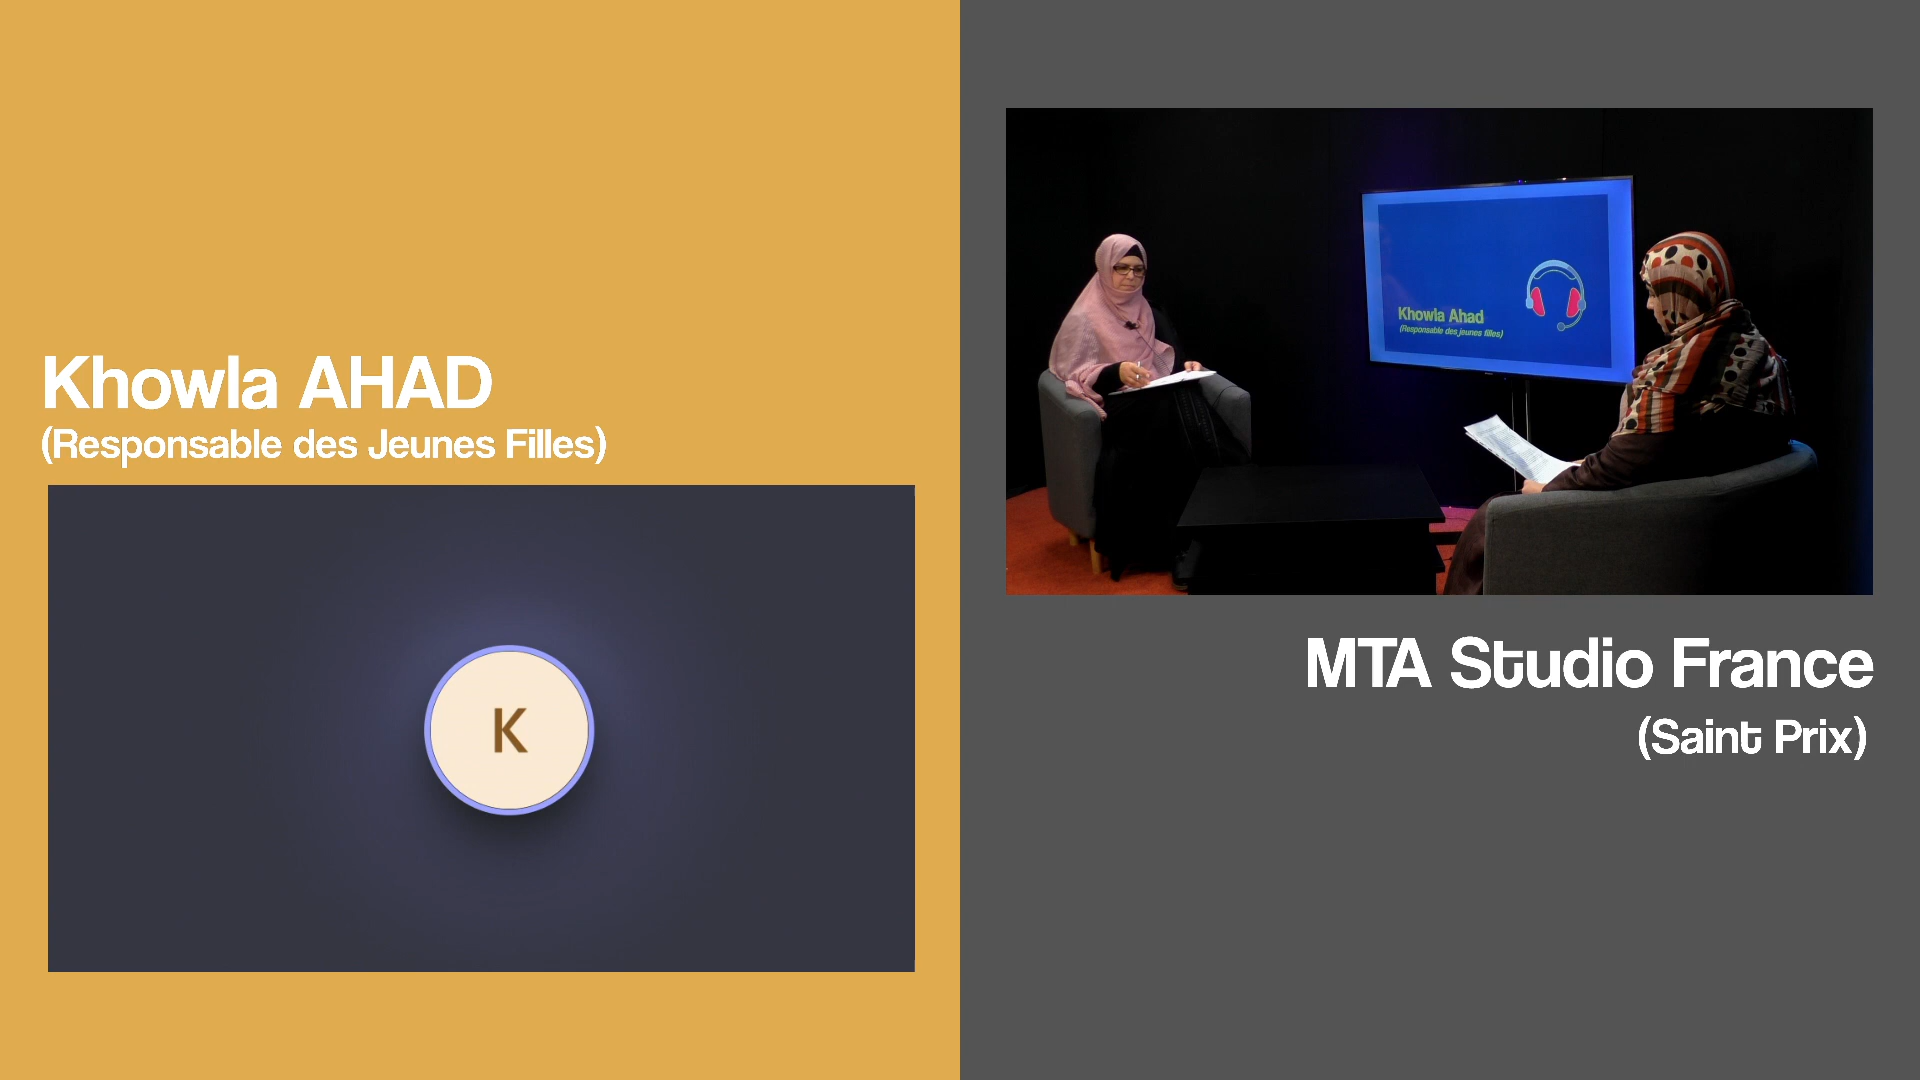 Khowla AHAD
(Responsable des Jeunes Filles)
K
Khowla Ahad
(Responsable des jeunes filles)
MTA Studio France
(Saint Prix)